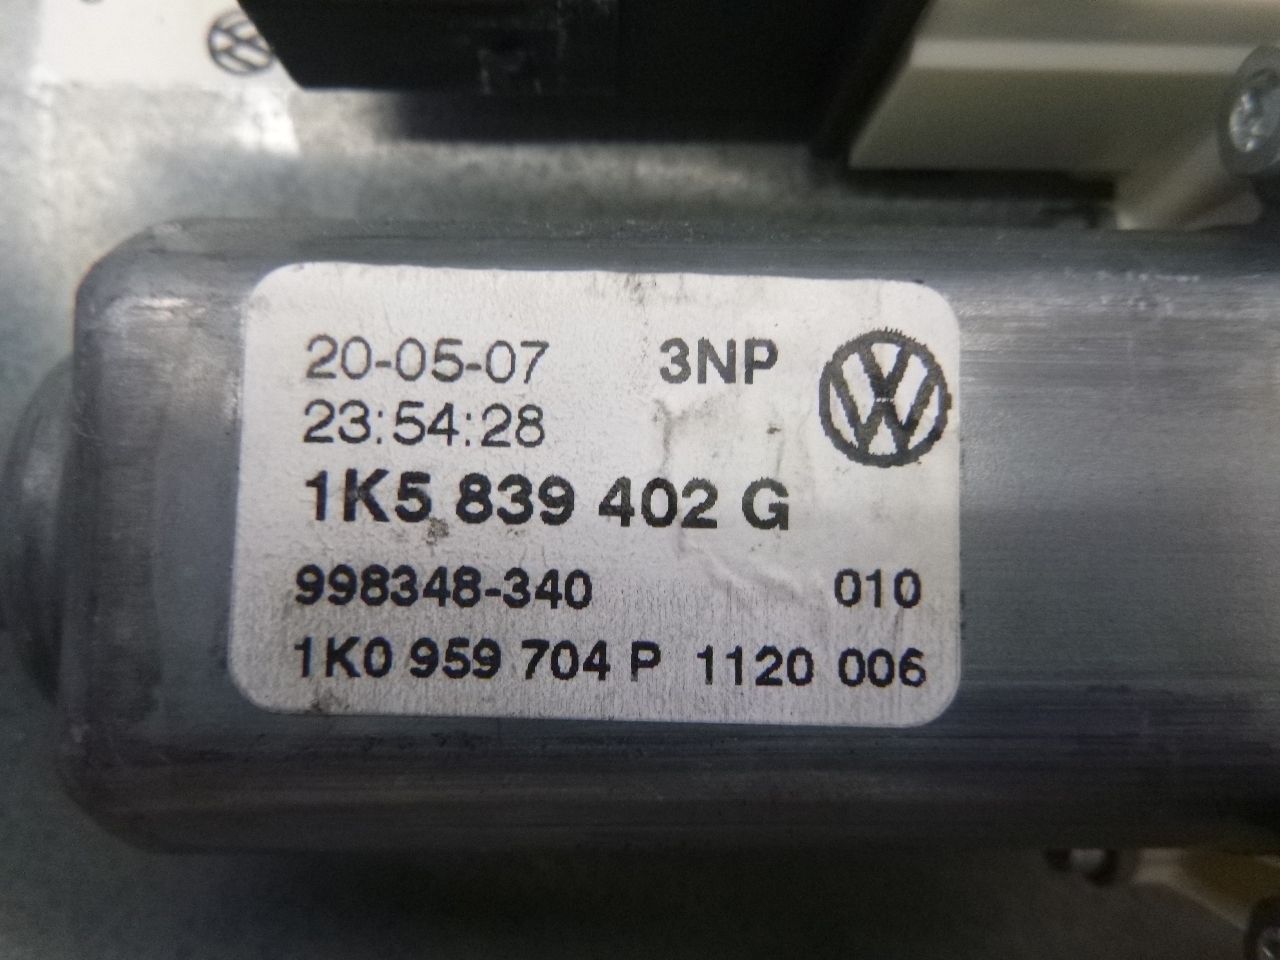 20-05-07 3NP
23:54:28
1K5 839 402 G
998348-340 010
1K0 959 704 P 1120 006